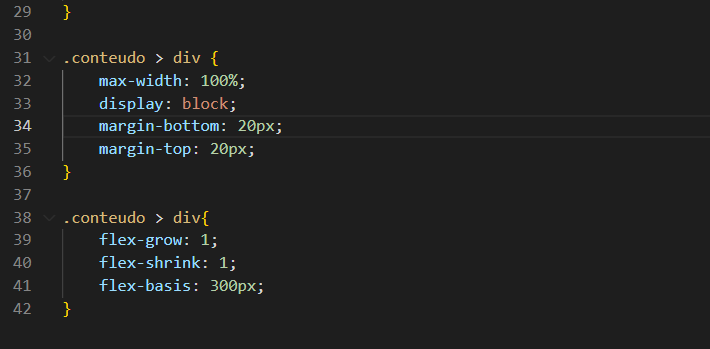 29 }
30
31 .conteudo > div {
32 max-width: 100%;
33 display: block;
34 margin-bottom: 20px;
35 margin-top: 20px;
36 }
37
38 .conteudo > div{
39 flex-grow: 1;
40 flex-shrink: 1;
41 flex-basis: 300px;
42 }